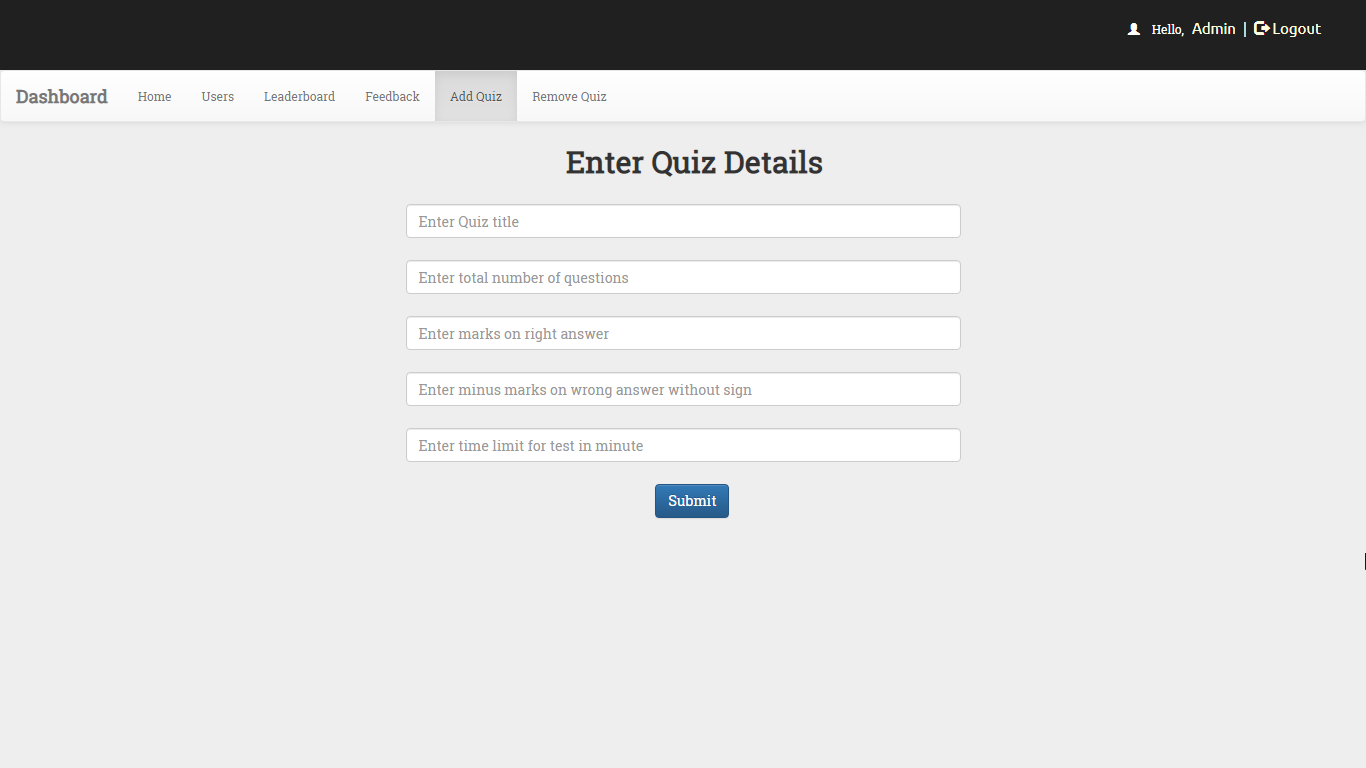 Hello, Admin | Logout
Dashboard Home Users Leaderboard Feedback Add Quiz Remove Quiz
Enter Quiz Details
Enter Quiz title
Enter total number of questions
Enter marks on right answer
Enter minus marks on wrong answer without sign
Enter time limit for test in minute
Submit